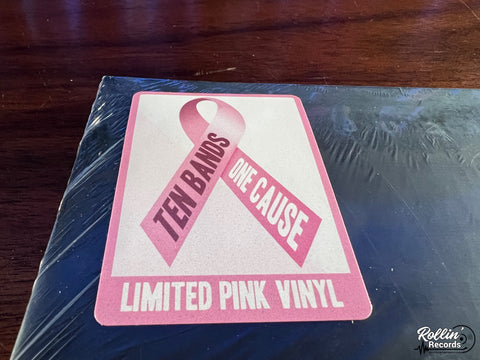 TEN BANDS
ONE CAUSE
LIMITED PINK VINYL
Rollin
Records